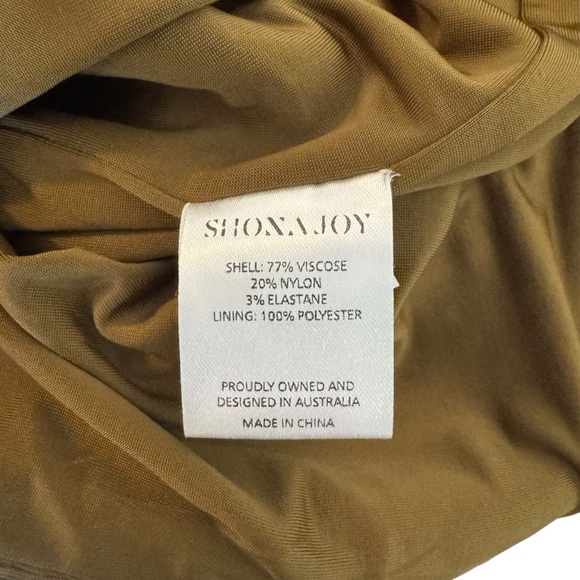 SHONA JOY
SHELL: 77% VISCOSE
20% NYLON
3% ELASTANE
LINING: 100% POLYESTER
PROUDLY OWNED AND
DESIGNED IN AUSTRALIA
MADE IN CHINA